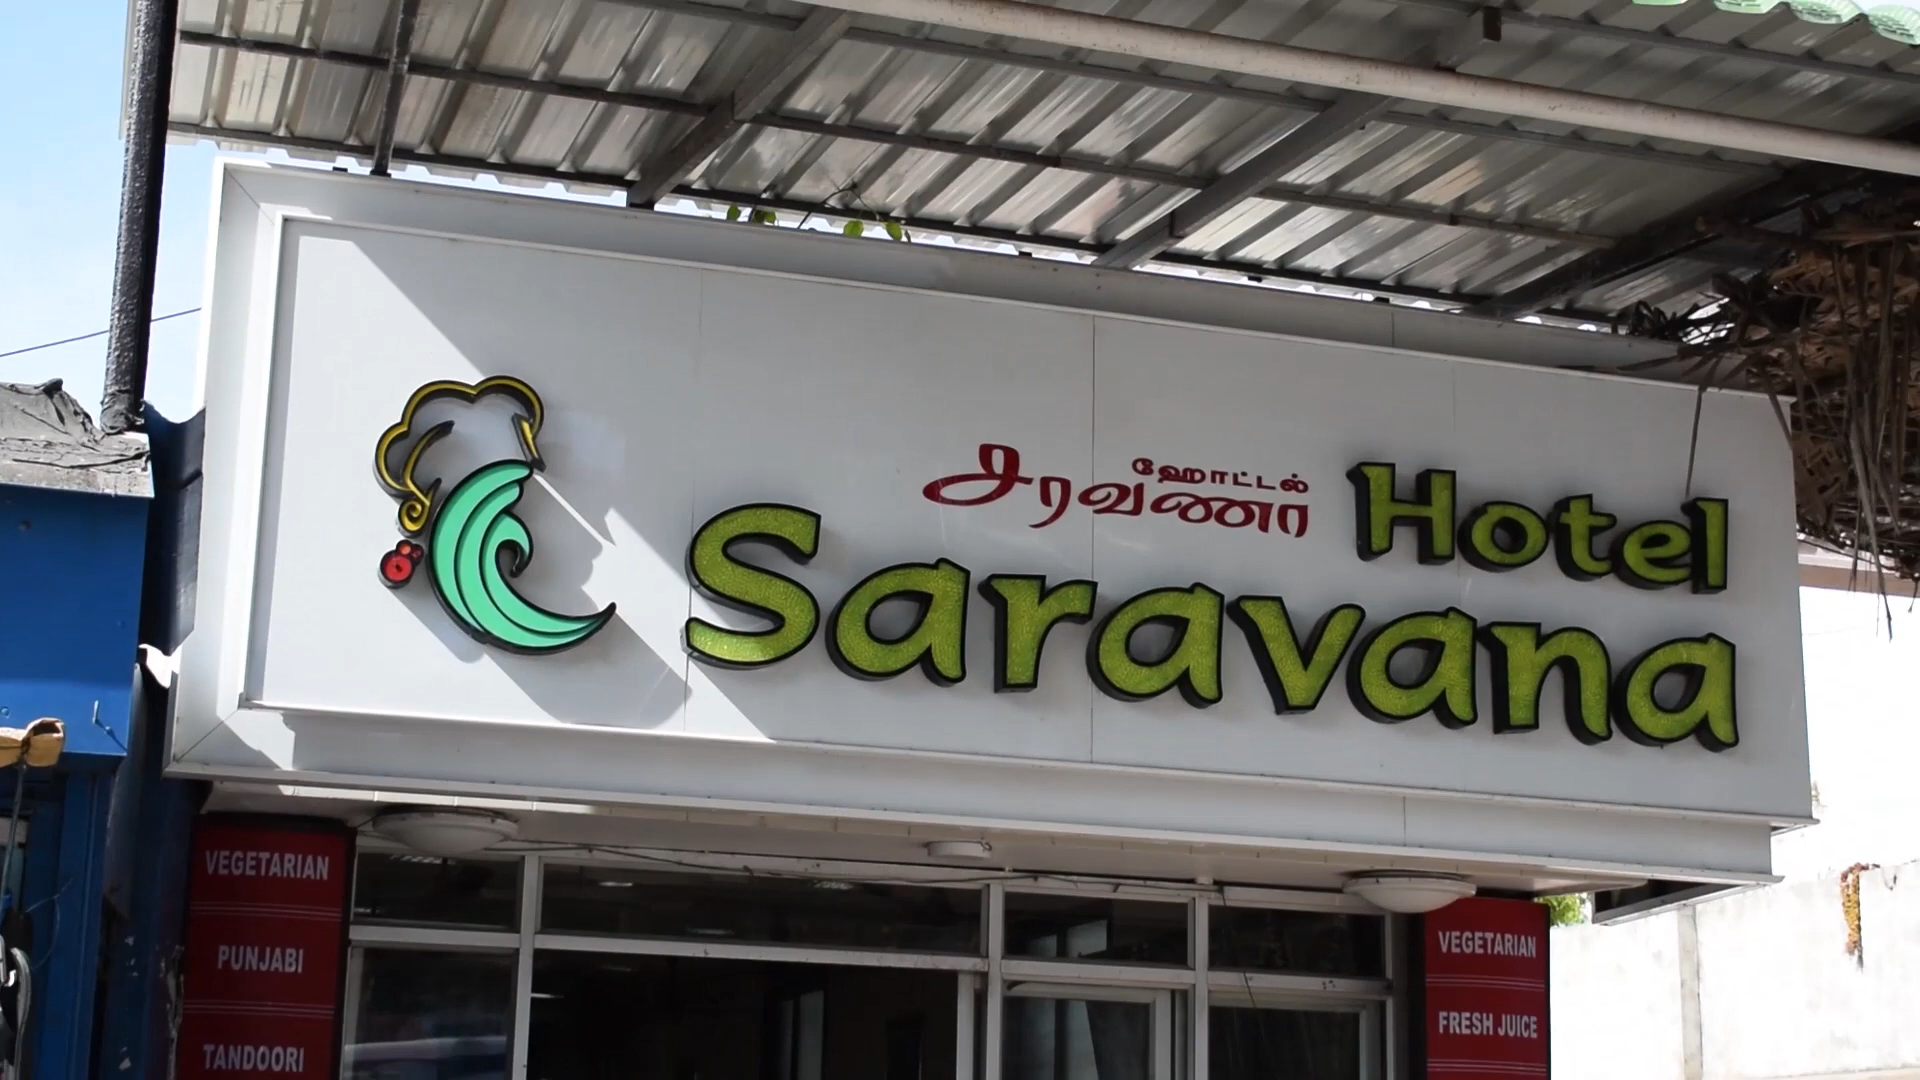 ஹோட்டல்
சரவணா
Hotel
Saravana
VEGETARIAN
PUNJABI
TANDOORI
VEGETARIAN
FRESH JUICE